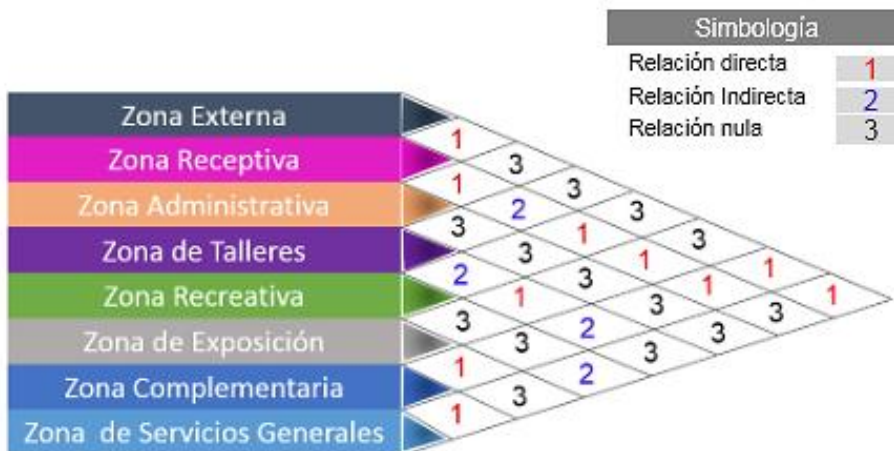 Simbología
Relación directa 1
Relación Indirecta 2
Relación nula 3
Zona Externa
Zona Receptiva
Zona Administrativa
Zona de Talleres
Zona Recreativa
Zona de Exposición
Zona Complementaria
Zona de Servicios Generales
1
3
1 3
2 3
3 1 3
3 1 1
2 3 1
1 3 1
3 2 3 3
3 3
1 2
3
1